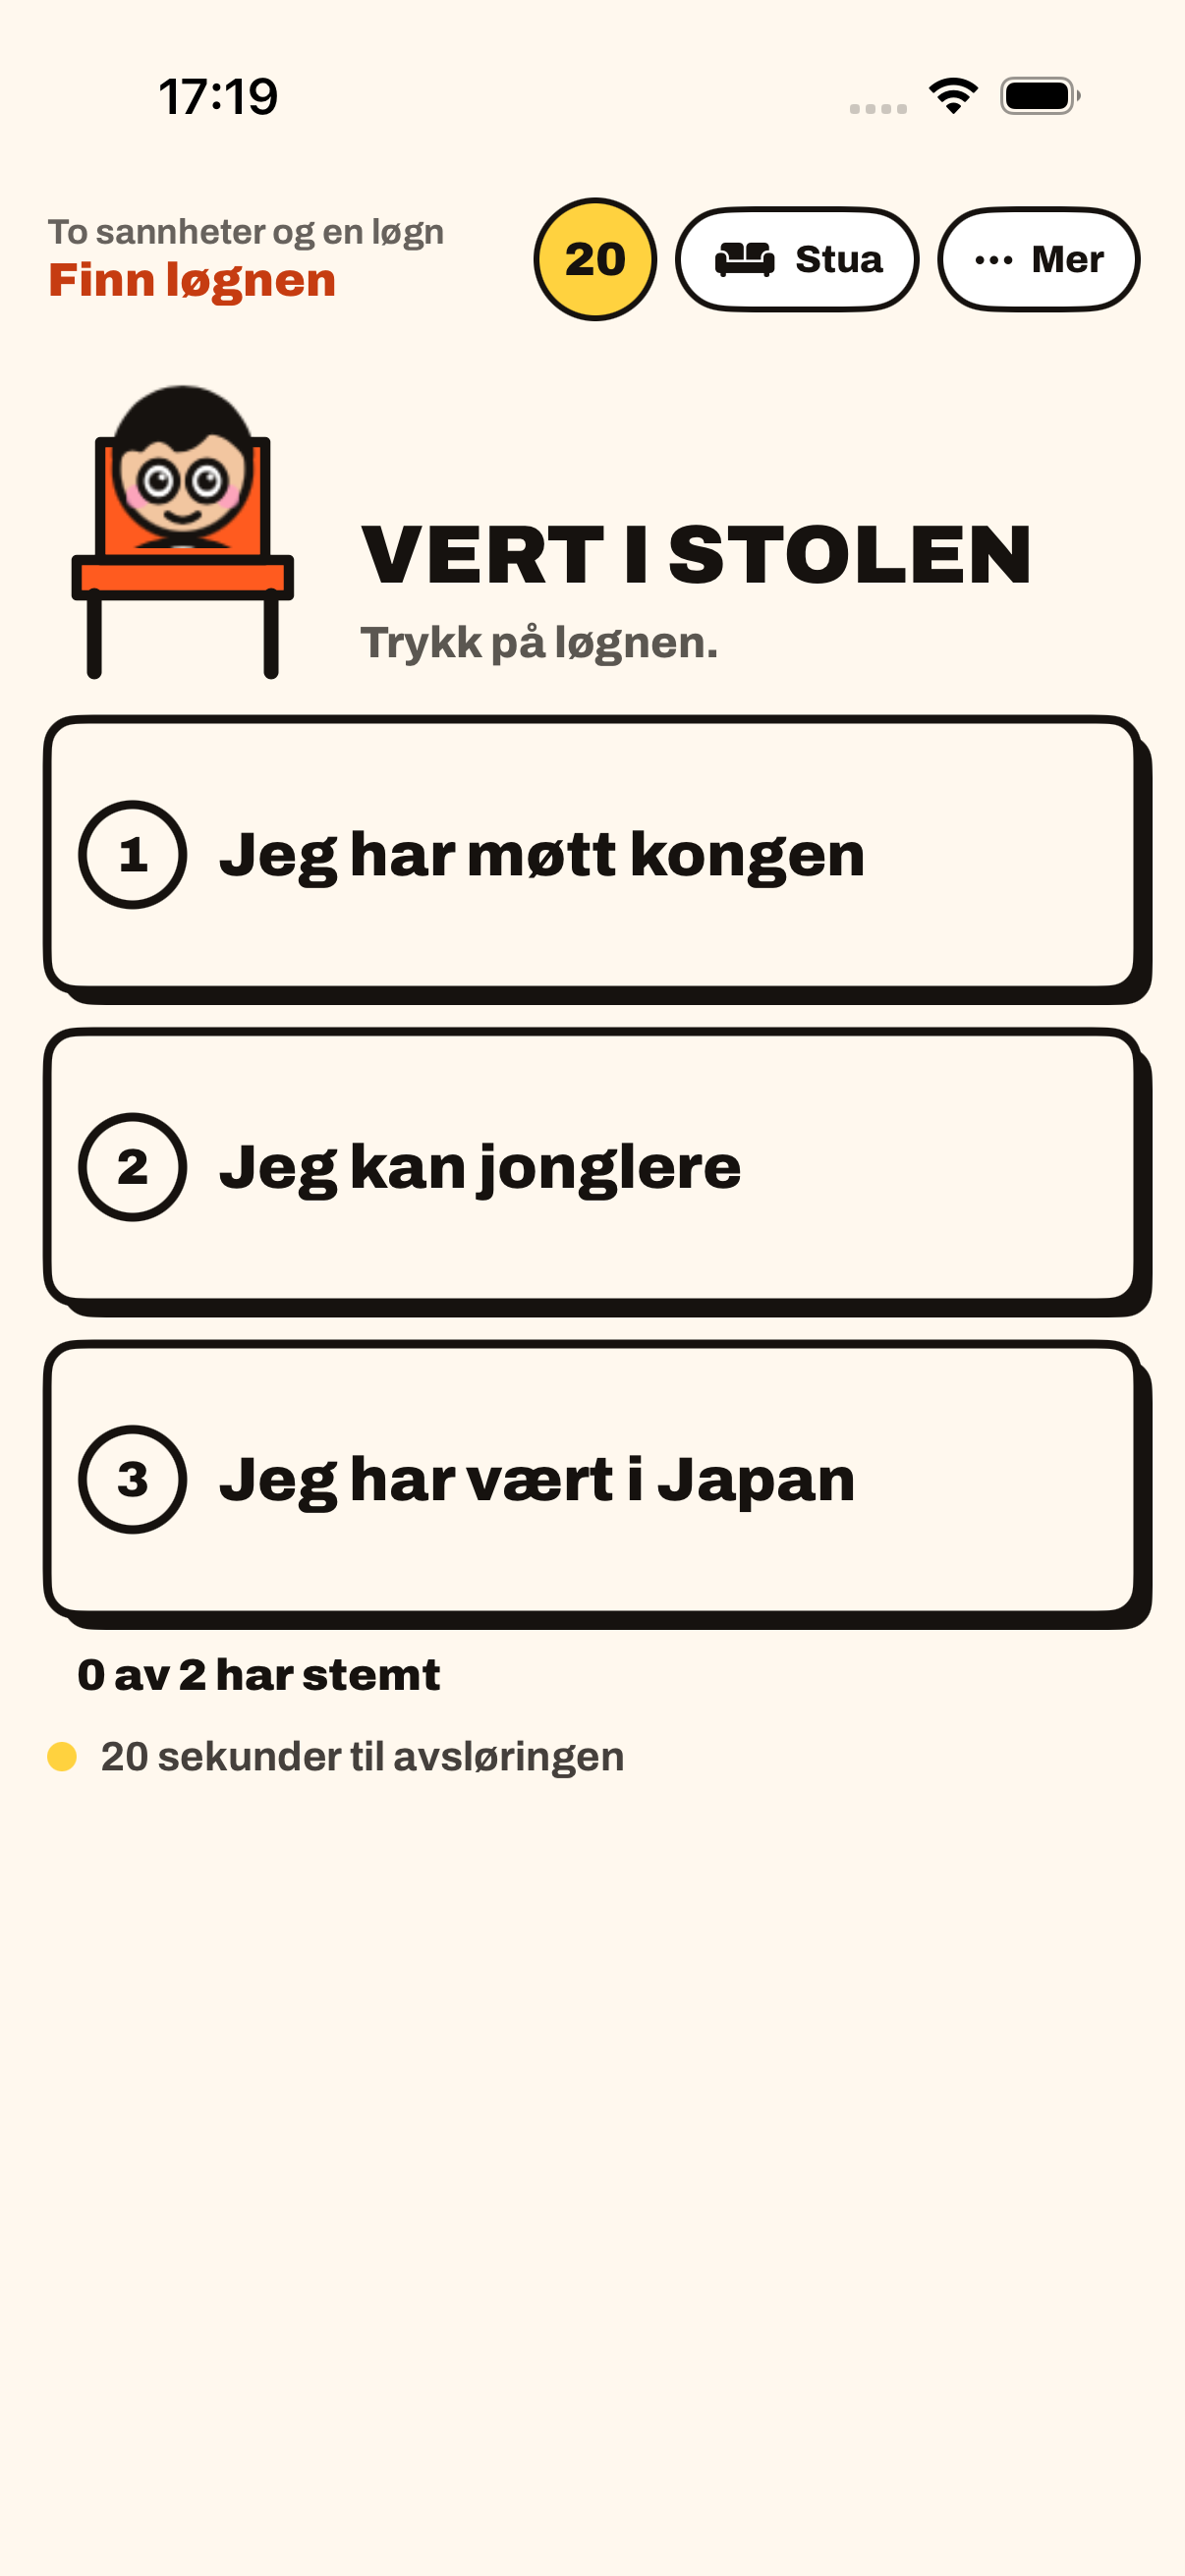 17:19
To sannheter og en løgn
Finn løgnen
20
Stua
Mer
VERT I STOLEN
Trykk på løgnen.
1 Jeg har møtt kongen
2 Jeg kan jonglere
3 Jeg har vært i Japan
0 av 2 har stemt
20 sekunder til avsløringen